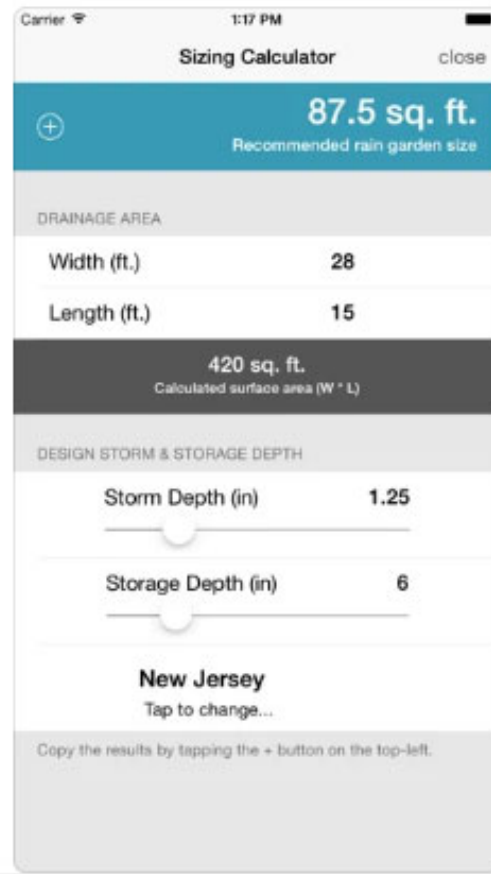 Carrier 1:17 PM
Sizing Calculator close
87.5 sq. ft.
Recommended rain garden size
DRAINAGE AREA
Width (ft.) 28
Length (ft.) 15
420 sq. ft.
Calculated surface area (W * L)
DESIGN STORM & STORAGE DEPTH
Storm Depth (in) 1.25
Storage Depth (in) 6
New Jersey
Tap to change...
Copy the results by tapping the + button on the top-left.